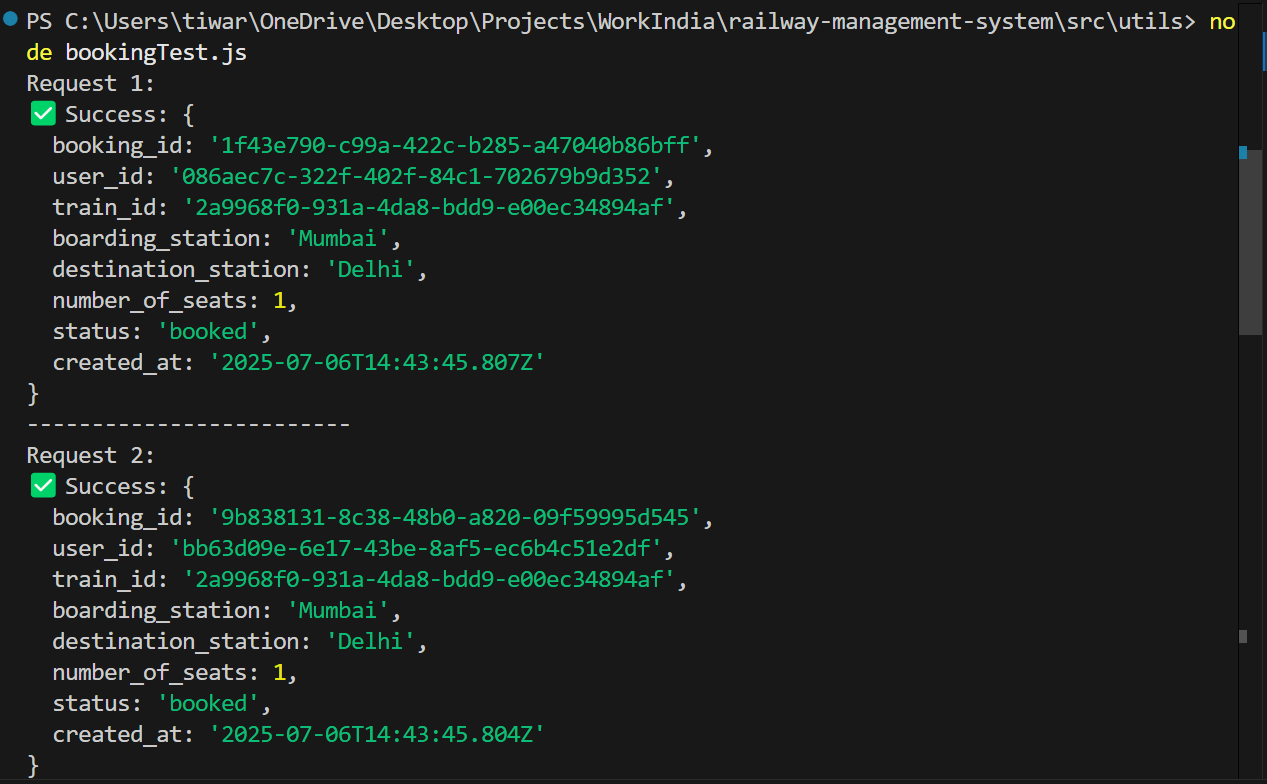 PS C:\Users\tiwar\OneDrive\Desktop\Projects\WorkIndia\railway-management-system\src\utils> no
de bookingTest.js
Request 1:
✅ Success: {
  booking_id: '1f43e790-c99a-422c-b285-a47040b86bff',
  user_id: '086aec7c-322f-402f-84c1-702679b9d352',
  train_id: '2a9968f0-931a-4da8-bdd9-e00ec34894af',
  boarding_station: 'Mumbai',
  destination_station: 'Delhi',
  number_of_seats: 1,
  status: 'booked',
  created_at: '2025-07-06T14:43:45.807Z'
}
-------------------------
Request 2:
✅ Success: {
  booking_id: '9b838131-8c38-48b0-a820-09f59995d545',
  user_id: 'bb63d09e-6e17-43be-8af5-ec6b4c51e2df',
  train_id: '2a9968f0-931a-4da8-bdd9-e00ec34894af',
  boarding_station: 'Mumbai',
  destination_station: 'Delhi',
  number_of_seats: 1,
  status: 'booked',
  created_at: '2025-07-06T14:43:45.804Z'
}